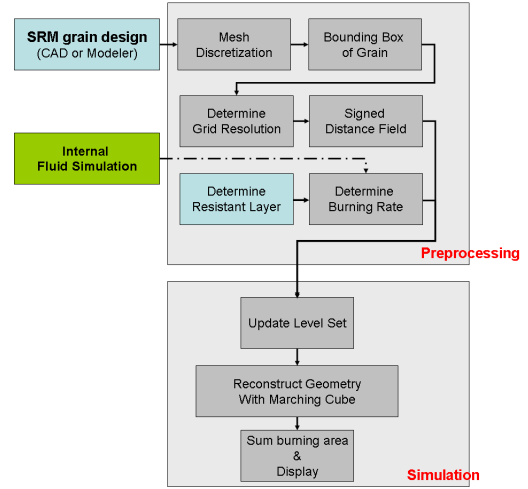 SRM grain design
(CAD or Modeler)
Mesh
Discretization
Bounding Box
of Grain
Determine
Grid Resolution
Signed
Distance Field
Internal
Fluid Simulation
Determine
Resistant Layer
Determine
Burning Rate
Preprocessing
Update Level Set
Reconstruct Geometry
With Marching Cube
Sum burning area
&
Display
Simulation